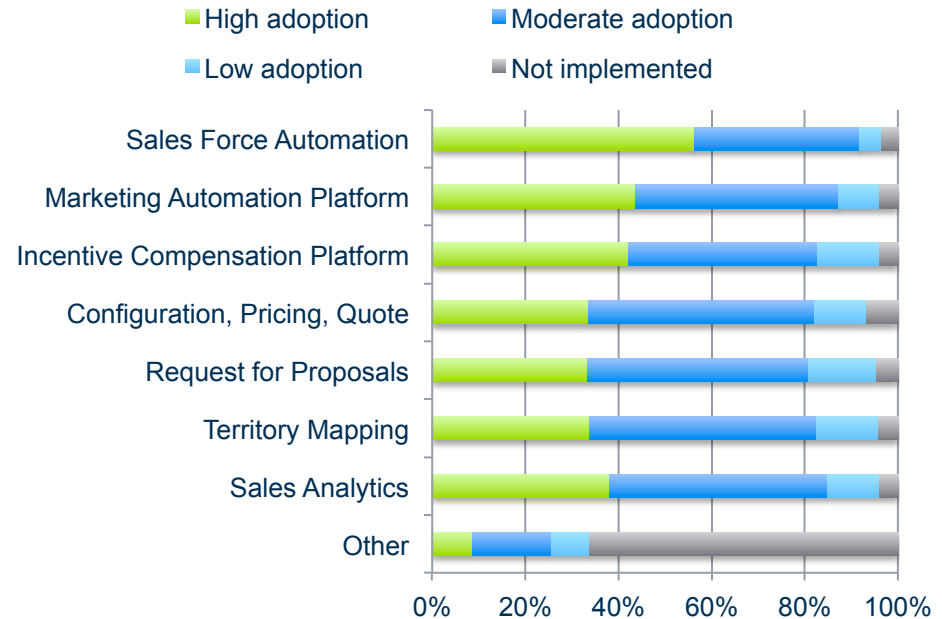 High adoption
Moderate adoption
Low adoption
Not implemented
Sales Force Automation
Marketing Automation Platform
Incentive Compensation Platform
Configuration, Pricing, Quote
Request for Proposals
Territory Mapping
Sales Analytics
Other
0% 20% 40% 60% 80% 100%